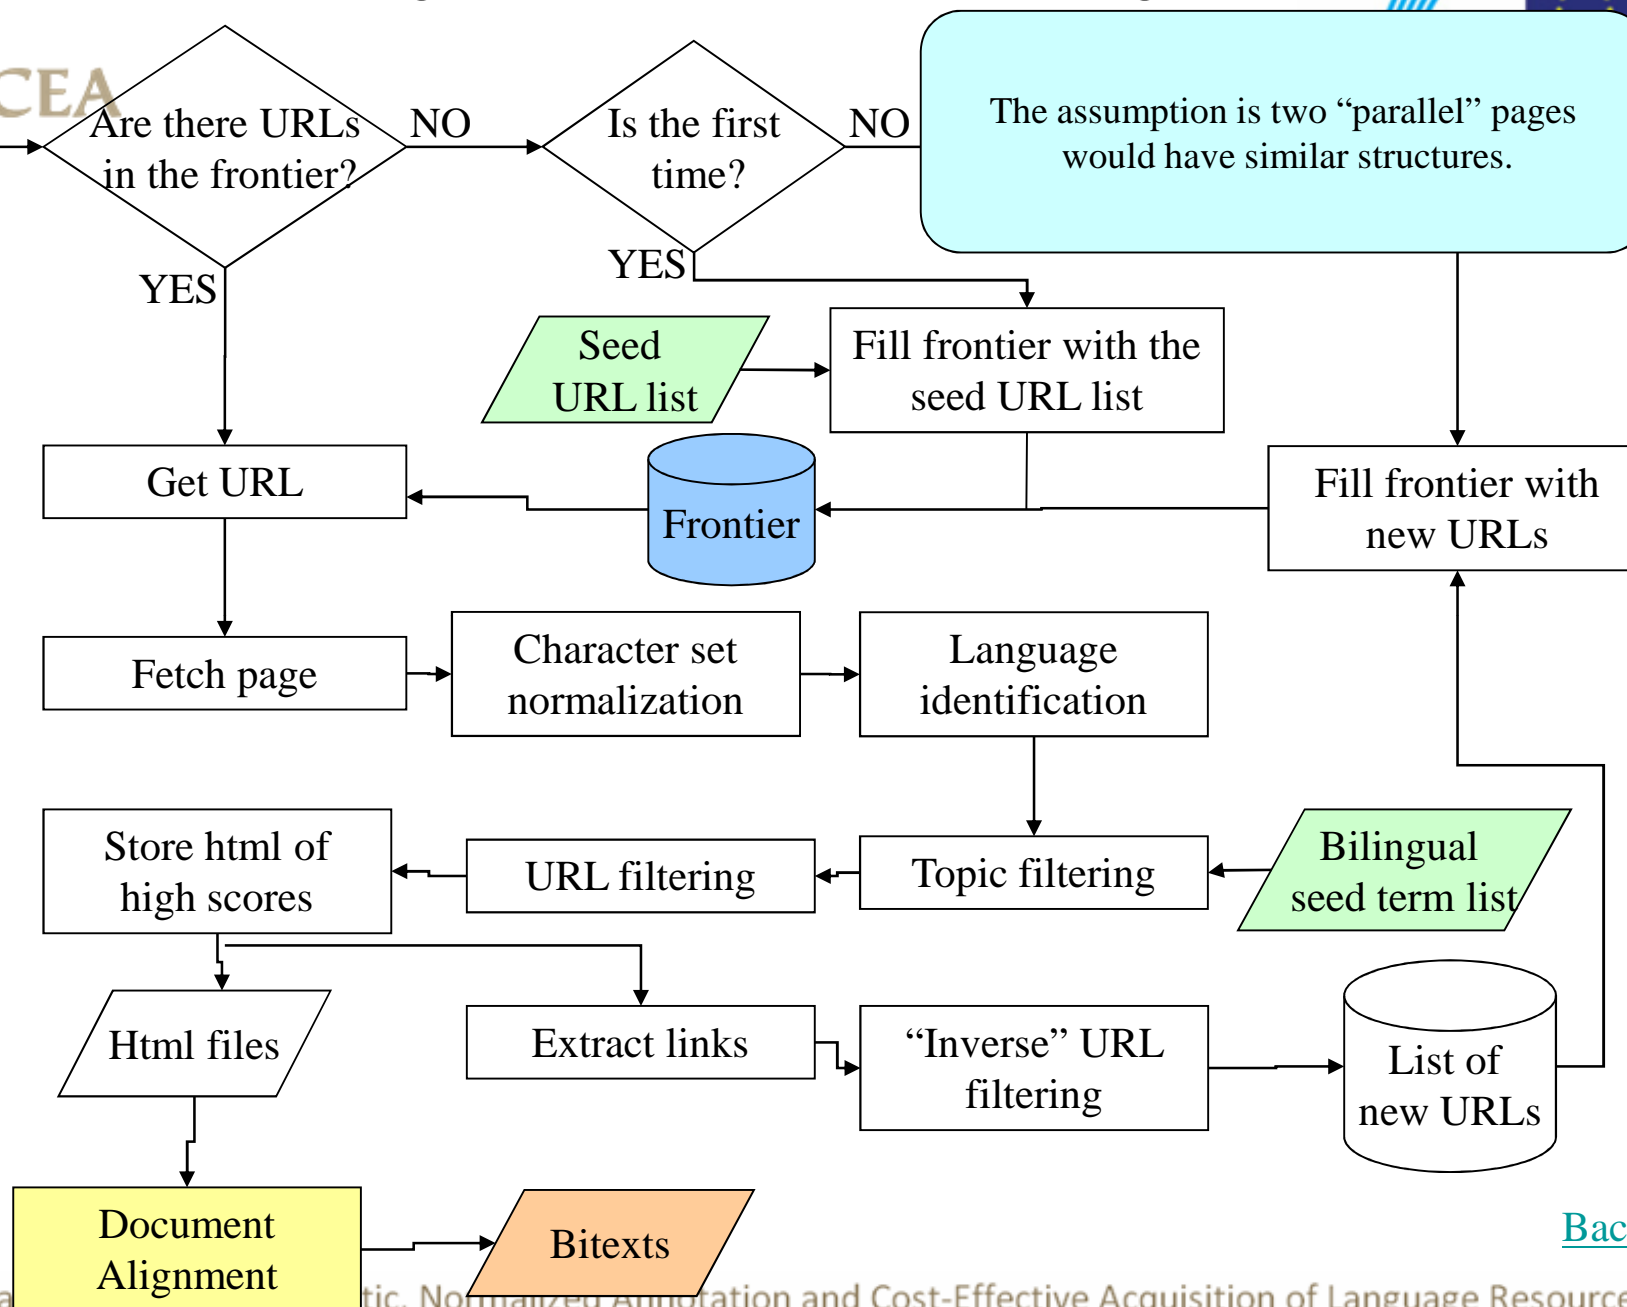 CEA
Are there URLs
in the frontier?
NO
Is the first
time?
NO
The assumption is two “parallel” pages
would have similar structures.
YES
YES
Seed
URL list
Fill frontier with the
seed URL list
Get URL
Frontier
Fill frontier with
new URLs
Fetch page
Character set
normalization
Language
identification
Store html of
high scores
URL filtering
Topic filtering
Bilingual
seed term list
Html files
Extract links
“Inverse” URL
filtering
List of
new URLs
Document
Alignment
Bitexts
Bac
tic, Normalized Annotation and Cost-Effective Acquisition of Language Resource